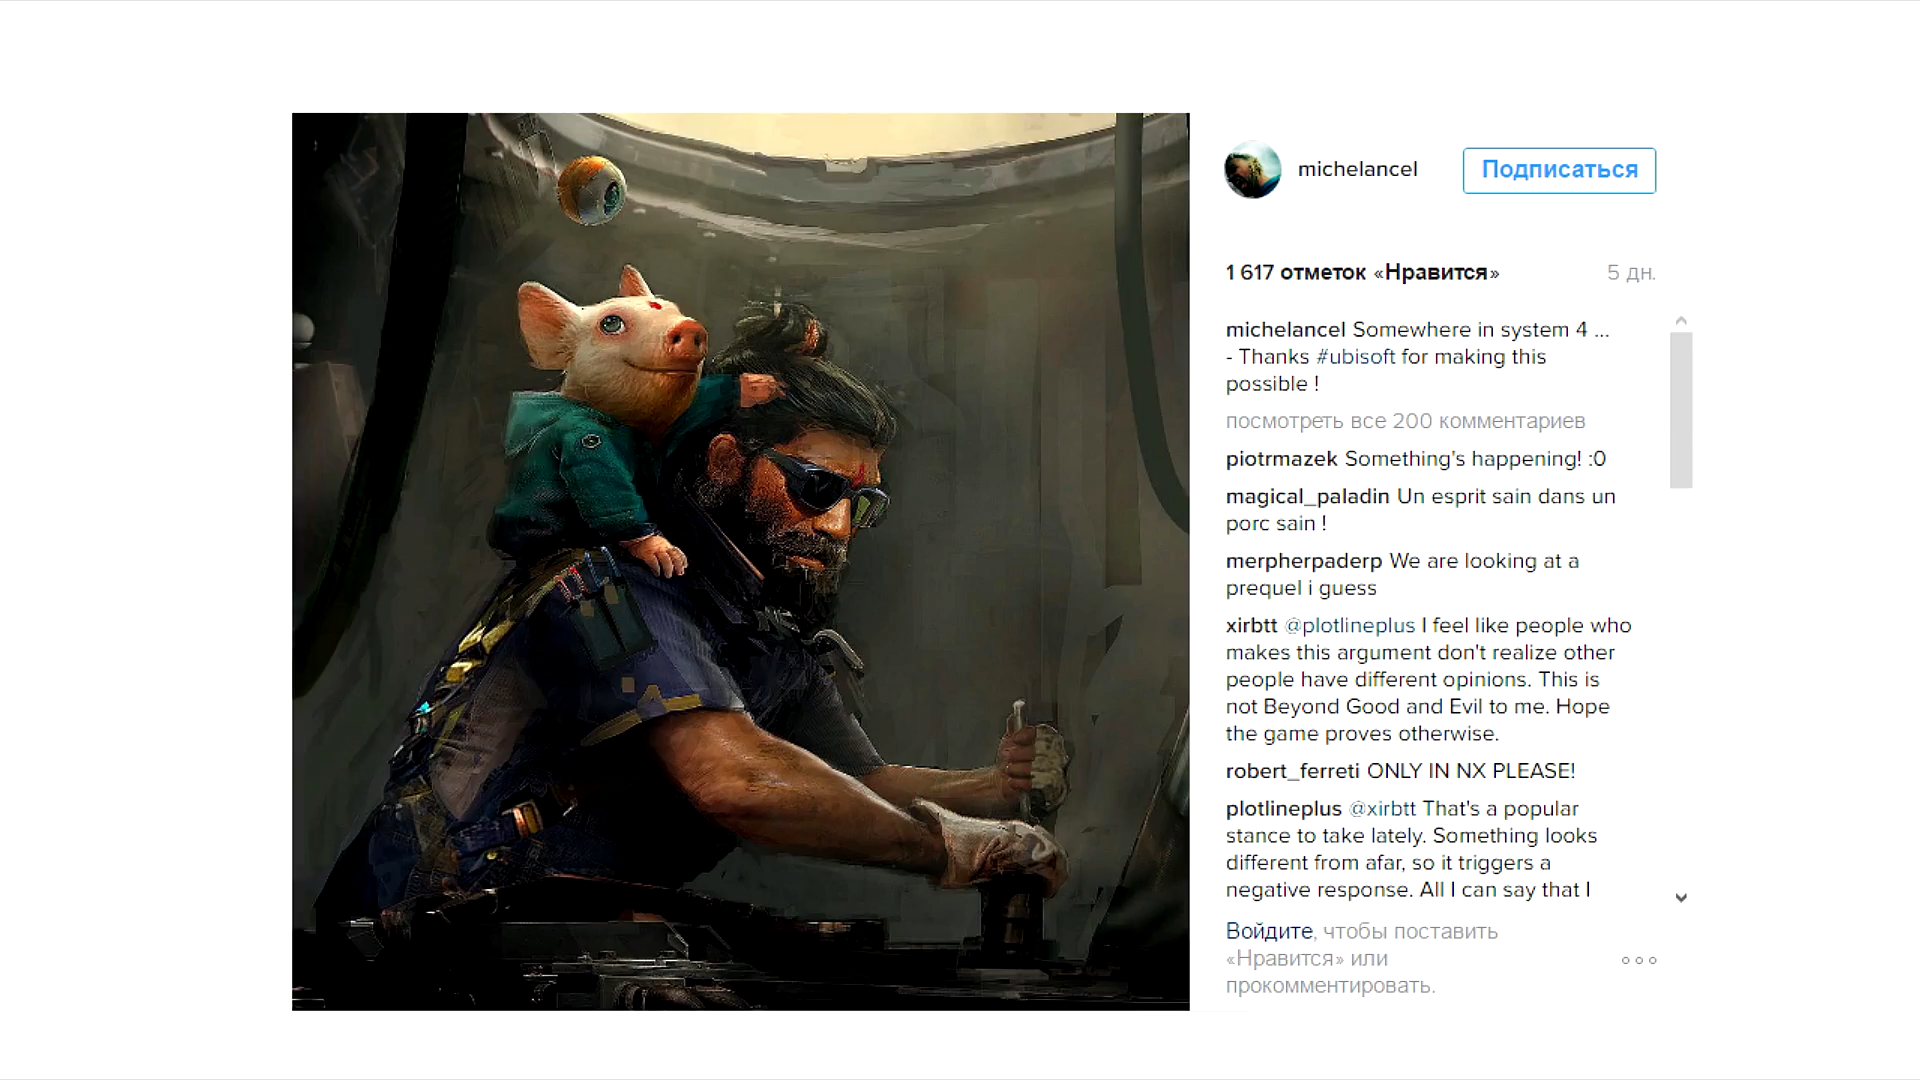 michelancel
Подписаться
1 617 отметок «Нравится»
5 дн.
michelancel Somewhere in system 4 ...
- Thanks #ubisoft for making this
possible !
посмотреть все 200 комментариев
piotrmazek Something's happening! :0
magical_paladin Un esprit sain dans un
porc sain !
merpherpaderp We are looking at a
prequel i guess
xirbtt @plotlineplus I feel like people who
makes this argument don't realize other
people have different opinions. This is
not Beyond Good and Evil to me. Hope
the game proves otherwise.
robert_ferreti ONLY IN NX PLEASE!
plotlineplus @xirbtt That's a popular
stance to take lately. Something looks
different from afar, so it triggers a
negative response. All I can say that I
Войдите, чтобы поставить
«Нравится» или
прокомментировать.